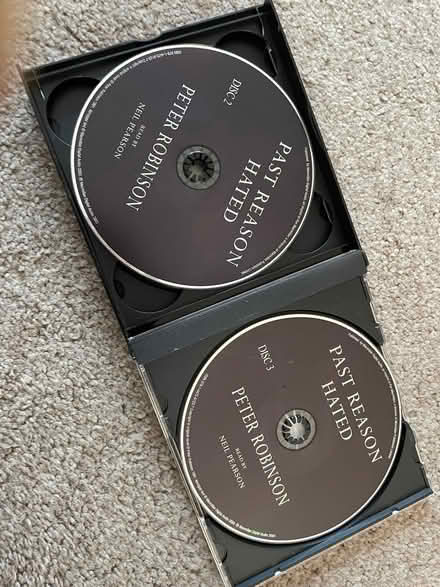 DISC 2
PAST REASON
HATED
PETER ROBINSON
READ BY
NEIL PEARSON
DISC 3
PAST REASON
HATED
PETER ROBINSON
READ BY
NEIL PEARSON